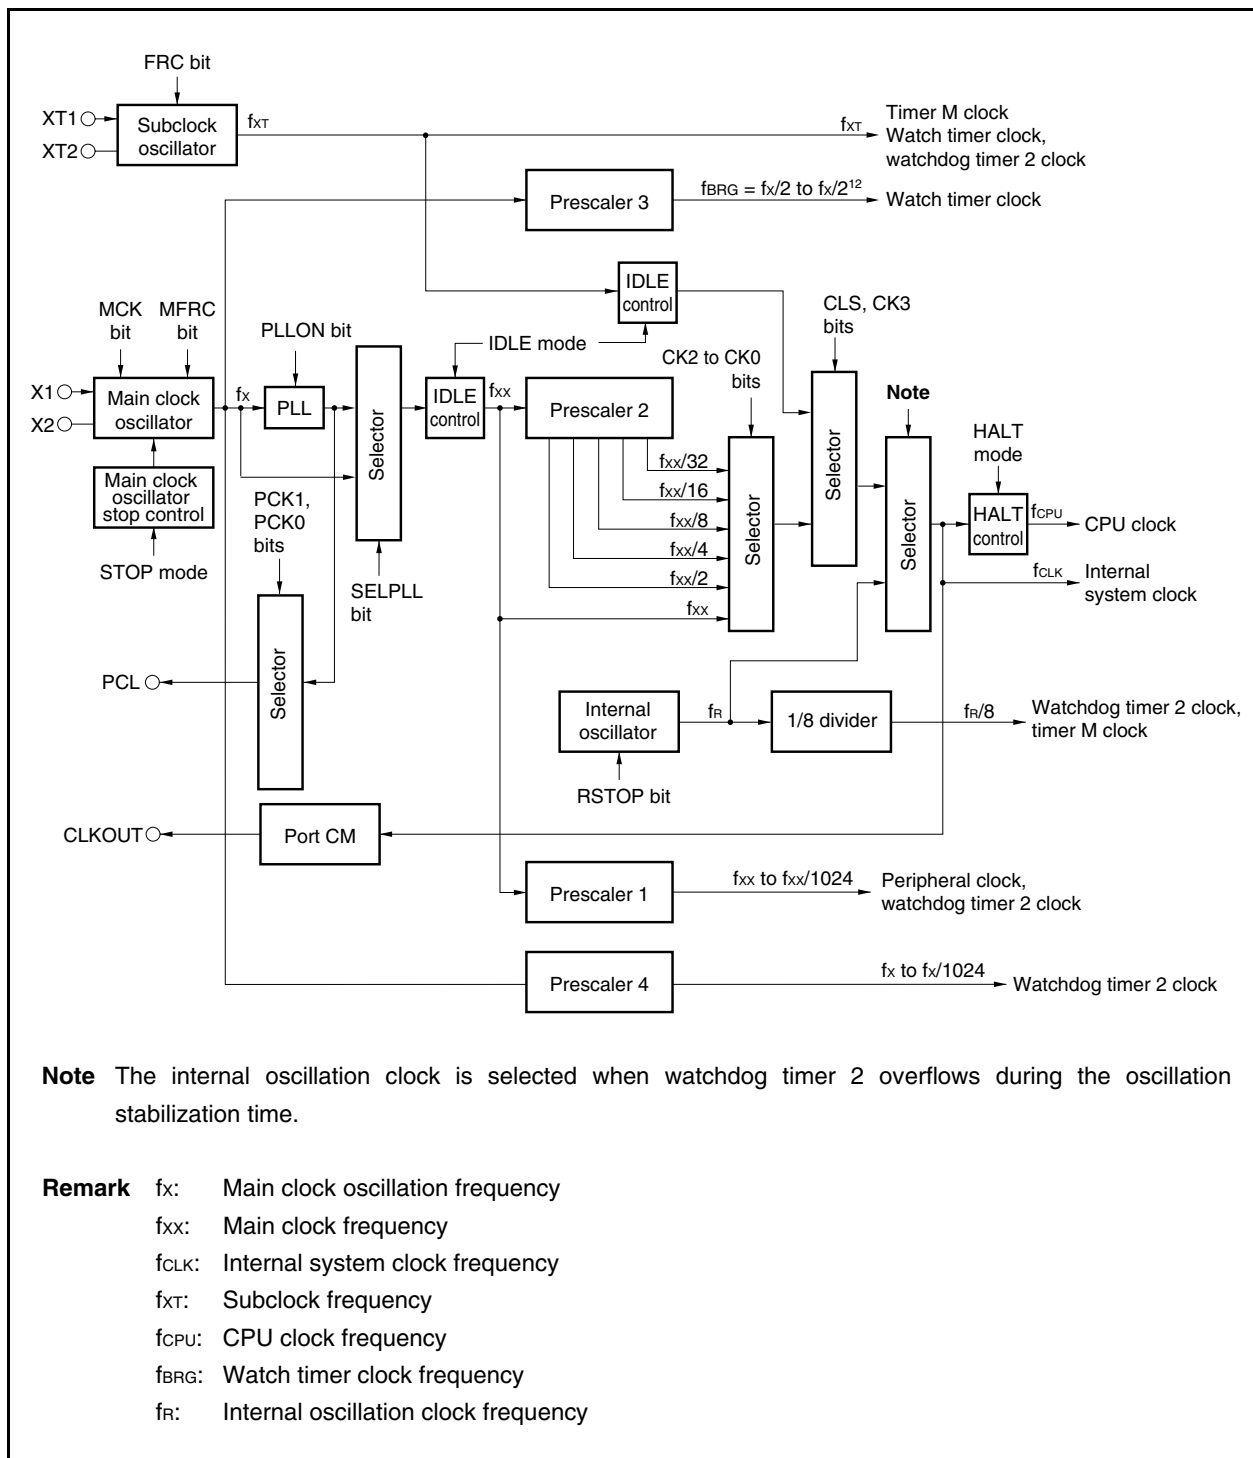 FRC bit
XT1
XT2
Subclock
oscillator
fXT
fXT
Timer M clock
Watch timer clock,
watchdog timer 2 clock
Prescaler 3
fBRG = fX/2 to fX/2¹²
Watch timer clock
IDLE
control
MCK
bit
MFRC
bit
PLLON bit
IDLE mode
CLS, CK3
bits
CK2 to CK0
bits
Note
X1
X2
Main clock
oscillator
fX
PLL
Selector
IDLE
control
fXX
Prescaler 2
HALT
mode
fXX/32
fXX/16
fXX/8
fXX/4
fXX/2
fXX
Selector
Selector
Selector
HALT
control
fCPU
CPU clock
fCLK
Internal
system clock
Main clock
oscillator
stop control
STOP mode
PCK1,
PCK0
bits
SELPLL
bit
PCL
Selector
Internal
oscillator
fR
1/8 divider
fR/8
Watchdog timer 2 clock,
timer M clock
RSTOP bit
CLKOUT
Port CM
Prescaler 1
fXX to fXX/1024
Peripheral clock,
watchdog timer 2 clock
Prescaler 4
fX to fX/1024
Watchdog timer 2 clock
Note The internal oscillation clock is selected when watchdog timer 2 overflows during the oscillation
stabilization time.
Remark fX: Main clock oscillation frequency
fXX: Main clock frequency
fCLK: Internal system clock frequency
fXT: Subclock frequency
fCPU: CPU clock frequency
fBRG: Watch timer clock frequency
fR: Internal oscillation clock frequency